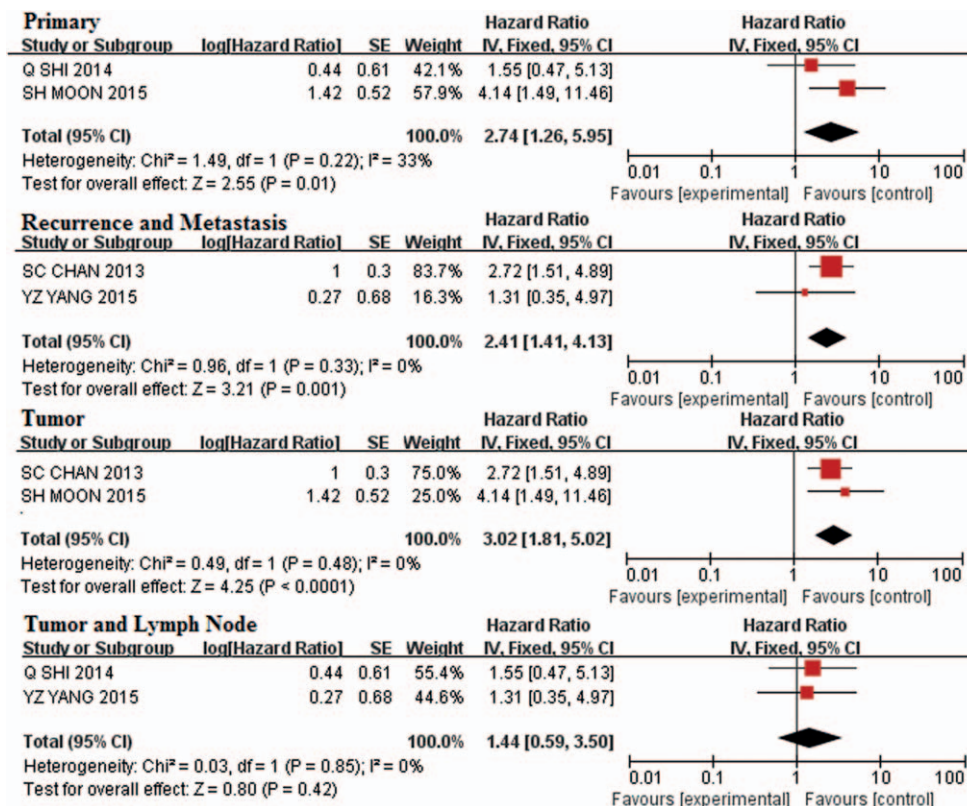 Primary Hazard Ratio Hazard Ratio
Study or Subgroup log[Hazard Ratio] SE Weight IV, Fixed, 95% CI IV, Fixed, 95% CI
Q SHI 2014 0.44 0.61 42.1% 1.55 [0.47, 5.13]
SH MOON 2015 1.42 0.52 57.9% 4.14 [1.49, 11.46]
Total (95% CI) 100.0% 2.74 [1.26, 5.95]
Heterogeneity: Chi² = 1.49, df = 1 (P = 0.22); I² = 33%
Test for overall effect: Z = 2.55 (P = 0.01)
0.01 0.1 1 10 100
Favours [experimental] Favours [control]
Recurrence and Metastasis Hazard Ratio Hazard Ratio
Study or Subgroup log[Hazard Ratio] SE Weight IV, Fixed, 95% CI IV, Fixed, 95% CI
SC CHAN 2013 1 0.3 83.7% 2.72 [1.51, 4.89]
YZ YANG 2015 0.27 0.68 16.3% 1.31 [0.35, 4.97]
Total (95% CI) 100.0% 2.41 [1.41, 4.13]
Heterogeneity: Chi² = 0.96, df = 1 (P = 0.33); I² = 0%
Test for overall effect: Z = 3.21 (P = 0.001)
0.01 0.1 1 10 100
Favours [experimental] Favours [control]
Tumor Hazard Ratio Hazard Ratio
Study or Subgroup log[Hazard Ratio] SE Weight IV, Fixed, 95% CI IV, Fixed, 95% CI
SC CHAN 2013 1 0.3 75.0% 2.72 [1.51, 4.89]
SH MOON 2015 1.42 0.52 25.0% 4.14 [1.49, 11.46]
Total (95% CI) 100.0% 3.02 [1.81, 5.02]
Heterogeneity: Chi² = 0.49, df = 1 (P = 0.48); I² = 0%
Test for overall effect: Z = 4.25 (P < 0.0001)
0.01 0.1 1 10 100
Favours [experimental] Favours [control]
Tumor and Lymph Node Hazard Ratio Hazard Ratio
Study or Subgroup log[Hazard Ratio] SE Weight IV, Fixed, 95% CI IV, Fixed, 95% CI
Q SHI 2014 0.44 0.61 55.4% 1.55 [0.47, 5.13]
YZ YANG 2015 0.27 0.68 44.6% 1.31 [0.35, 4.97]
Total (95% CI) 100.0% 1.44 [0.59, 3.50]
Heterogeneity: Chi² = 0.03, df = 1 (P = 0.85); I² = 0%
Test for overall effect: Z = 0.80 (P = 0.42)
0.01 0.1 1 10 100
Favours [experimental] Favours [control]